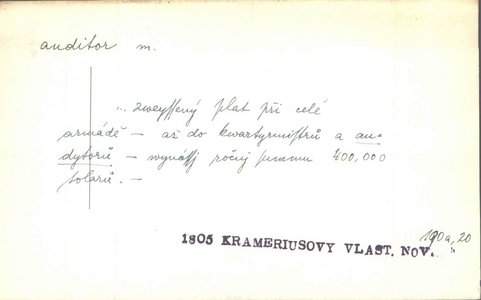 auditor m.
„ zweyssený plat při celé
armádě – až do kwartyrmistrů a au-
dytorů – wynássj ročnj summu 400,000
tolarů. –
190a, 20
1805 KRAMERIUSOVY VLAST. NOV.